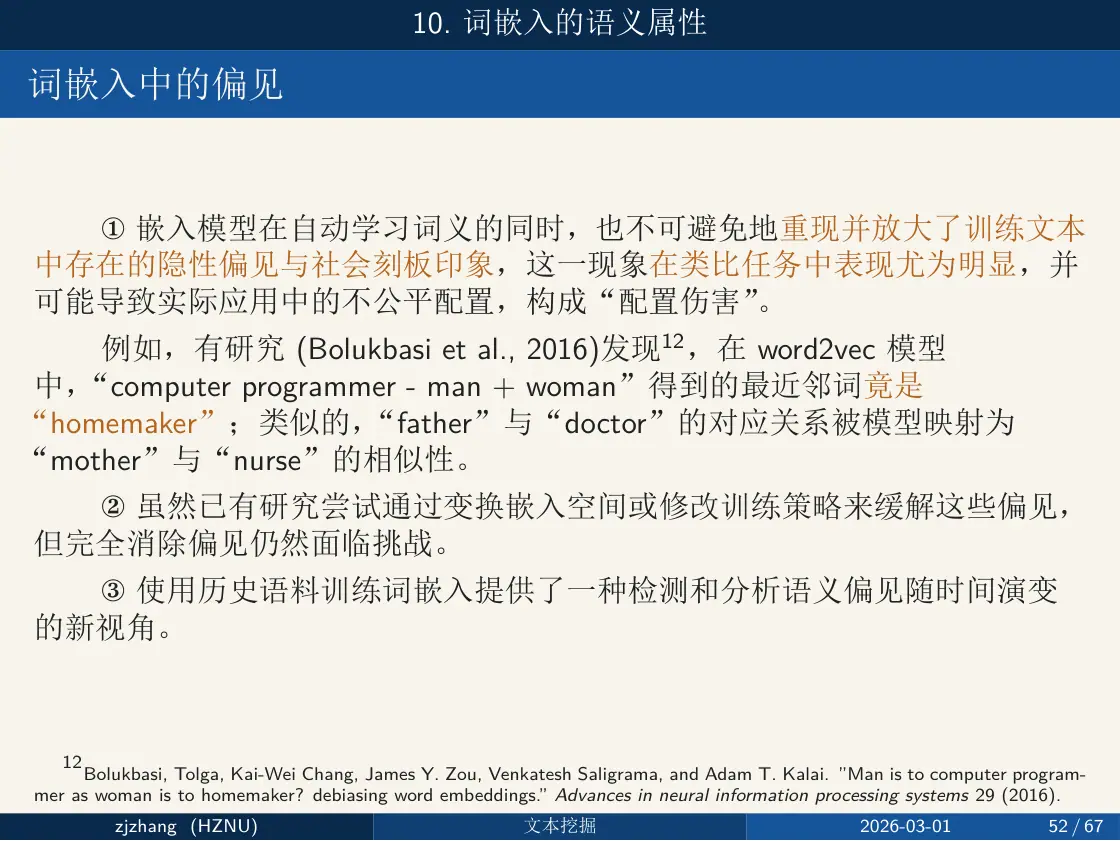 10. 词嵌入的语义属性
词嵌入中的偏见
① 嵌入模型在自动学习词义的同时，也不可避免地重现并放大了训练文本
中存在的隐性偏见与社会刻板印象，这一现象在类比任务中表现尤为明显，并
可能导致实际应用中的不公平配置，构成“配置伤害”。
例如，有研究 (Bolukbasi et al., 2016)发现12，在 word2vec 模型
中，“computer programmer - man + woman”得到的最近邻词竟是
“homemaker”；类似的，“father”与“doctor”的对应关系被模型映射为
“mother”与“nurse”的相似性。
② 虽然已有研究尝试通过变换嵌入空间或修改训练策略来缓解这些偏见，
但完全消除偏见仍然面临挑战。
③ 使用历史语料训练词嵌入提供了一种检测和分析语义偏见随时间演变
的新视角。
12Bolukbasi, Tolga, Kai-Wei Chang, James Y. Zou, Venkatesh Saligrama, and Adam T. Kalai. ”Man is to computer program-
mer as woman is to homemaker? debiasing word embeddings.” Advances in neural information processing systems 29 (2016).
zjzhang (HZNU) 文本挖掘 2026-03-01 52 / 67